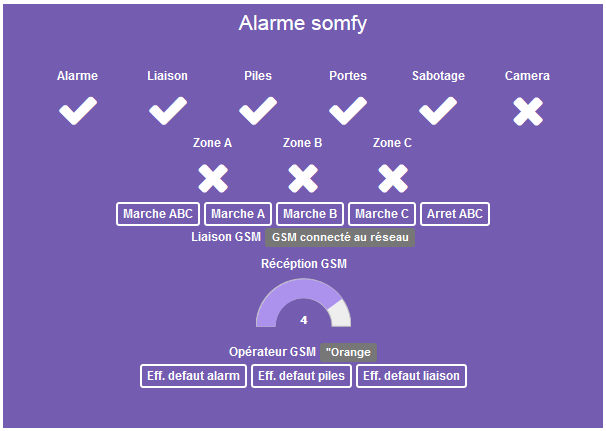 Alarme somfy
Alarme Liaison Piles Portes Sabotage Camera
Zone A Zone B Zone C
Marche ABC Marche A Marche B Marche C Arret ABC
Liaison GSM GSM connecté au réseau
Récéption GSM
4
Opérateur GSM "Orange
Eff. defaut alarm Eff. defaut piles Eff. defaut liaison